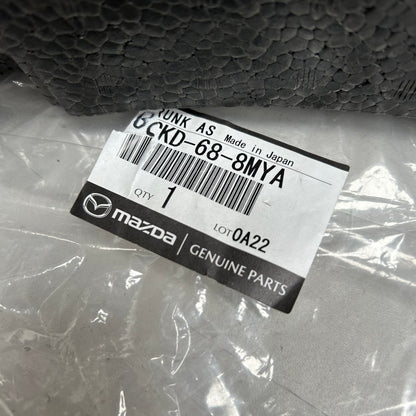 RUNK AS Made in Japan
CKD-68-8MYA
QTY 1
LOT 0A22
mazda GENUINE PARTS